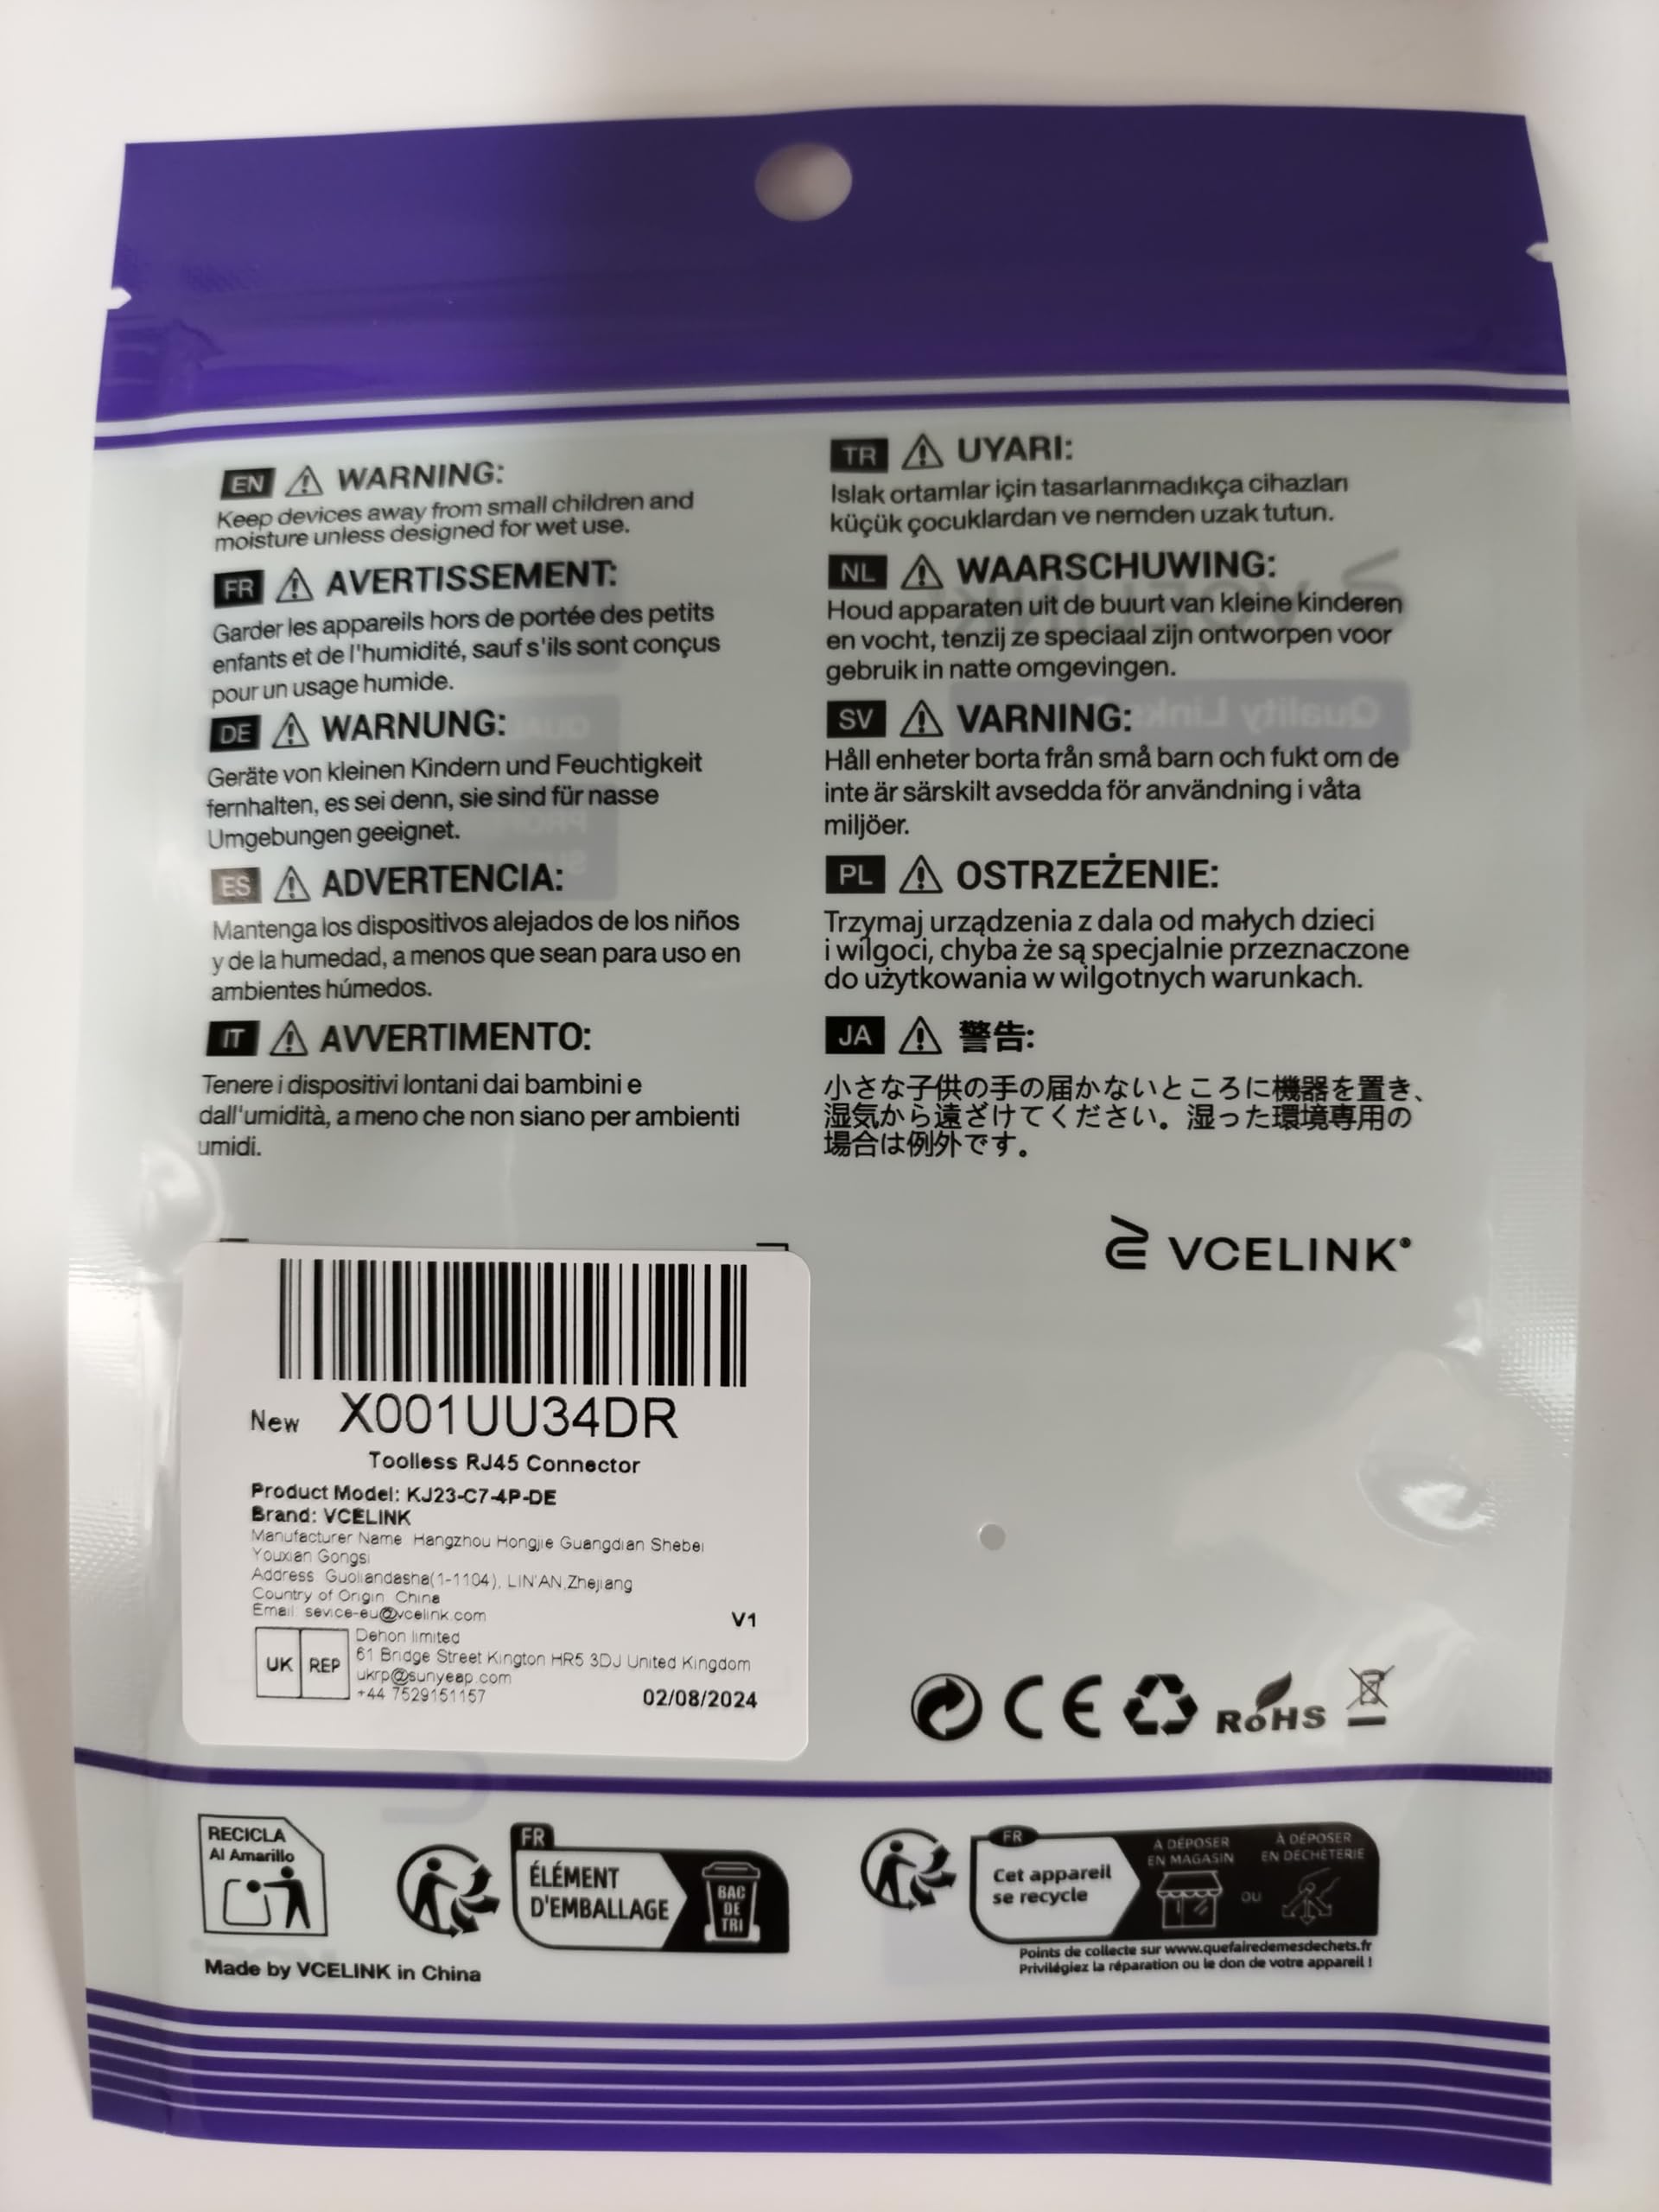 EN ⚠ WARNING:
Keep devices away from small children and
moisture unless designed for wet use.
FR ⚠ AVERTISSEMENT:
Garder les appareils hors de portée des petits
enfants et de l'humidité, sauf s'ils sont conçus
pour un usage humide.
DE ⚠ WARNUNG:
Geräte von kleinen Kindern und Feuchtigkeit
fernhalten, es sei denn, sie sind für nasse
Umgebungen geeignet.
ES ⚠ ADVERTENCIA:
Mantenga los dispositivos alejados de los niños
y de la humedad, a menos que sean para uso en
ambientes húmedos.
IT ⚠ AVVERTIMENTO:
Tenere i dispositivi lontani dai bambini e
dall'umidità, a meno che non siano per ambienti
umidi.
TR ⚠ UYARI:
Islak ortamlar için tasarlanmadıkça cihazları
küçük çocuklardan ve nemden uzak tutun.
NL ⚠ WAARSCHUWING:
Houd apparaten uit de buurt van kleine kinderen
en vocht, tenzij ze speciaal zijn ontworpen voor
gebruik in natte omgevingen.
SV ⚠ VARNING:
Håll enheter borta från små barn och fukt om de
inte är särskilt avsedda för användning i våta
miljöer.
PL ⚠ OSTRZEŻENIE:
Trzymaj urządzenia z dala od małych dzieci
i wilgoci, chyba że są specjalnie przeznaczone
do użytkowania w wilgotnych warunkach.
JA ⚠ 警告:
小さな子供の手の届かないところに機器を置き、
湿気から遠ざけてください。湿った環境専用の
場合は例外です。
VCELINK®
New X001UU34DR
Toolless RJ45 Connector
Product Model: KJ23-C7-4P-DE
Brand: VCELINK
Manufacturer Name Hangzhou Hongjie Guangdian Shebei
Youxian Gongsi
Address Guoliandasha(1-1104), LIN'AN,Zhejiang
Country of Origin China
Email: sevice-eu@vcelink.com
V1
UK REP
Dehon limited
61 Bridge Street Kington HR5 3DJ United Kingdom
ukrp@sunyeap.com
+44 7529151157
02/08/2024
CE
RoHS
RECICLA
Al Amarillo
FR
ÉLÉMENT
D'EMBALLAGE
BAC
DE
TRI
FR
Cet appareil
se recycle
À DÉPOSER
EN MAGASIN
OU
À DÉPOSER
EN DÉCHÈTERIE
Points de collecte sur www.quefairedemesdechets.fr
Privilégiez la réparation ou le don de votre appareil !
Made by VCELINK in China